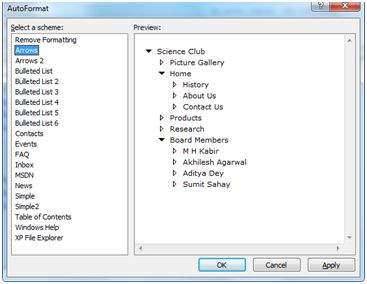 AutoFormat
Select a scheme:
Remove Formatting
Arrows
Arrows 2
Bulleted List
Bulleted List 2
Bulleted List 3
Bulleted List 4
Bulleted List 5
Bulleted List 6
Contacts
Events
FAQ
Inbox
MSDN
News
Simple
Simple2
Table of Contents
Windows Help
XP File Explorer
Preview:
Science Club
Picture Gallery
Home
History
About Us
Contact Us
Products
Research
Board Members
M H Kabir
Akhilesh Agarwal
Aditya Dey
Sumit Sahay
OK Cancel Apply